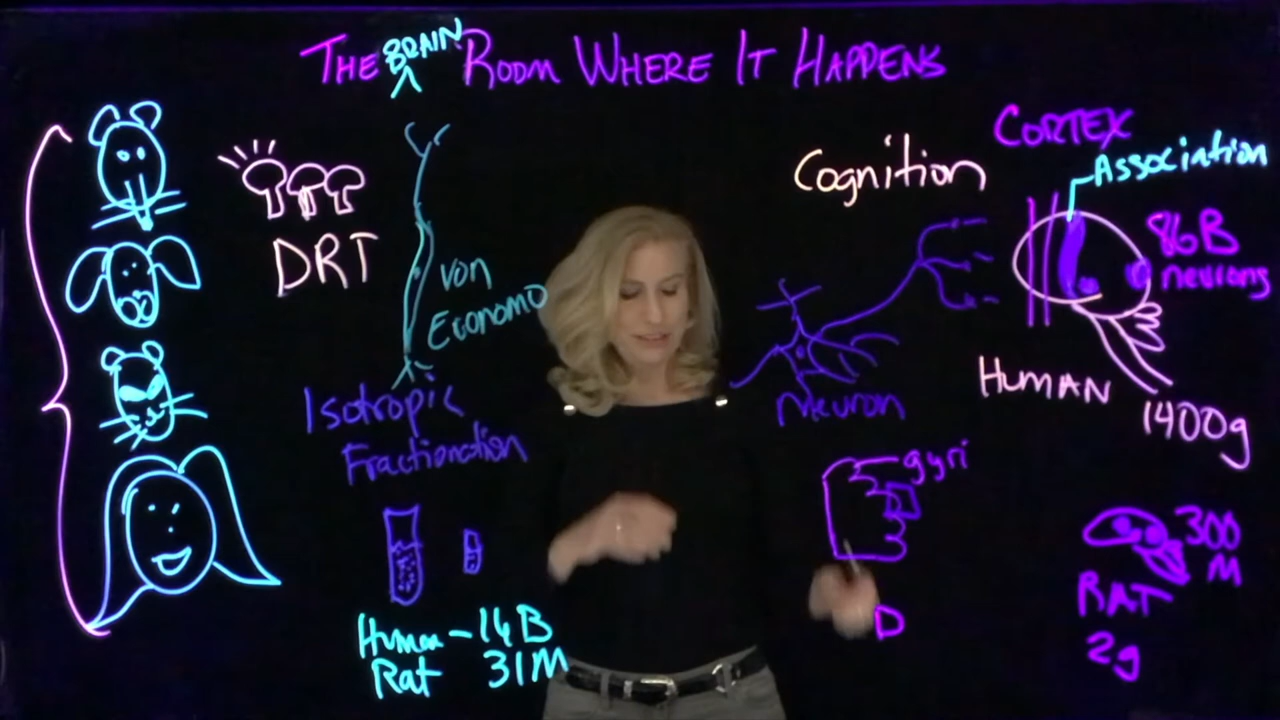 THE BRAIN ROOM WHERE IT HAPPENS
DRT
von
Economo
Isotropic
Fractionation
Human - 14B
Rat 31M
Cognition
Neuron
gyri
D
CORTEX
Association
86B
neurons
HUMAN
1400g
300
M
RAT
2g